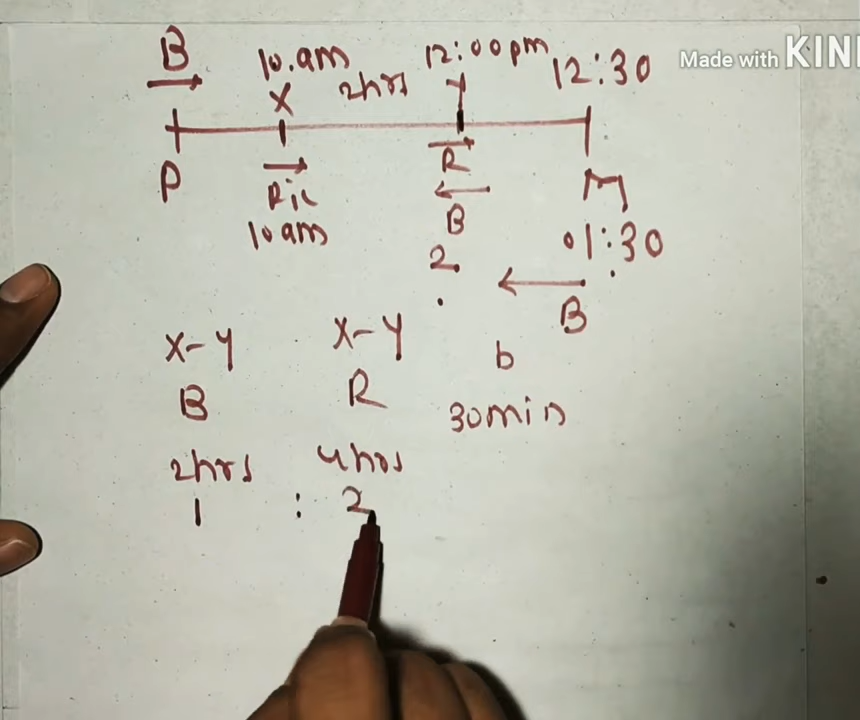 B 10.am 12:00pm 12:30 Made with KIN
X 2hrs Y
P Ric R M
10am B 01:30
2 B
X-Y X-Y b
B R 30min
2hrs 4hrs
1 : 2